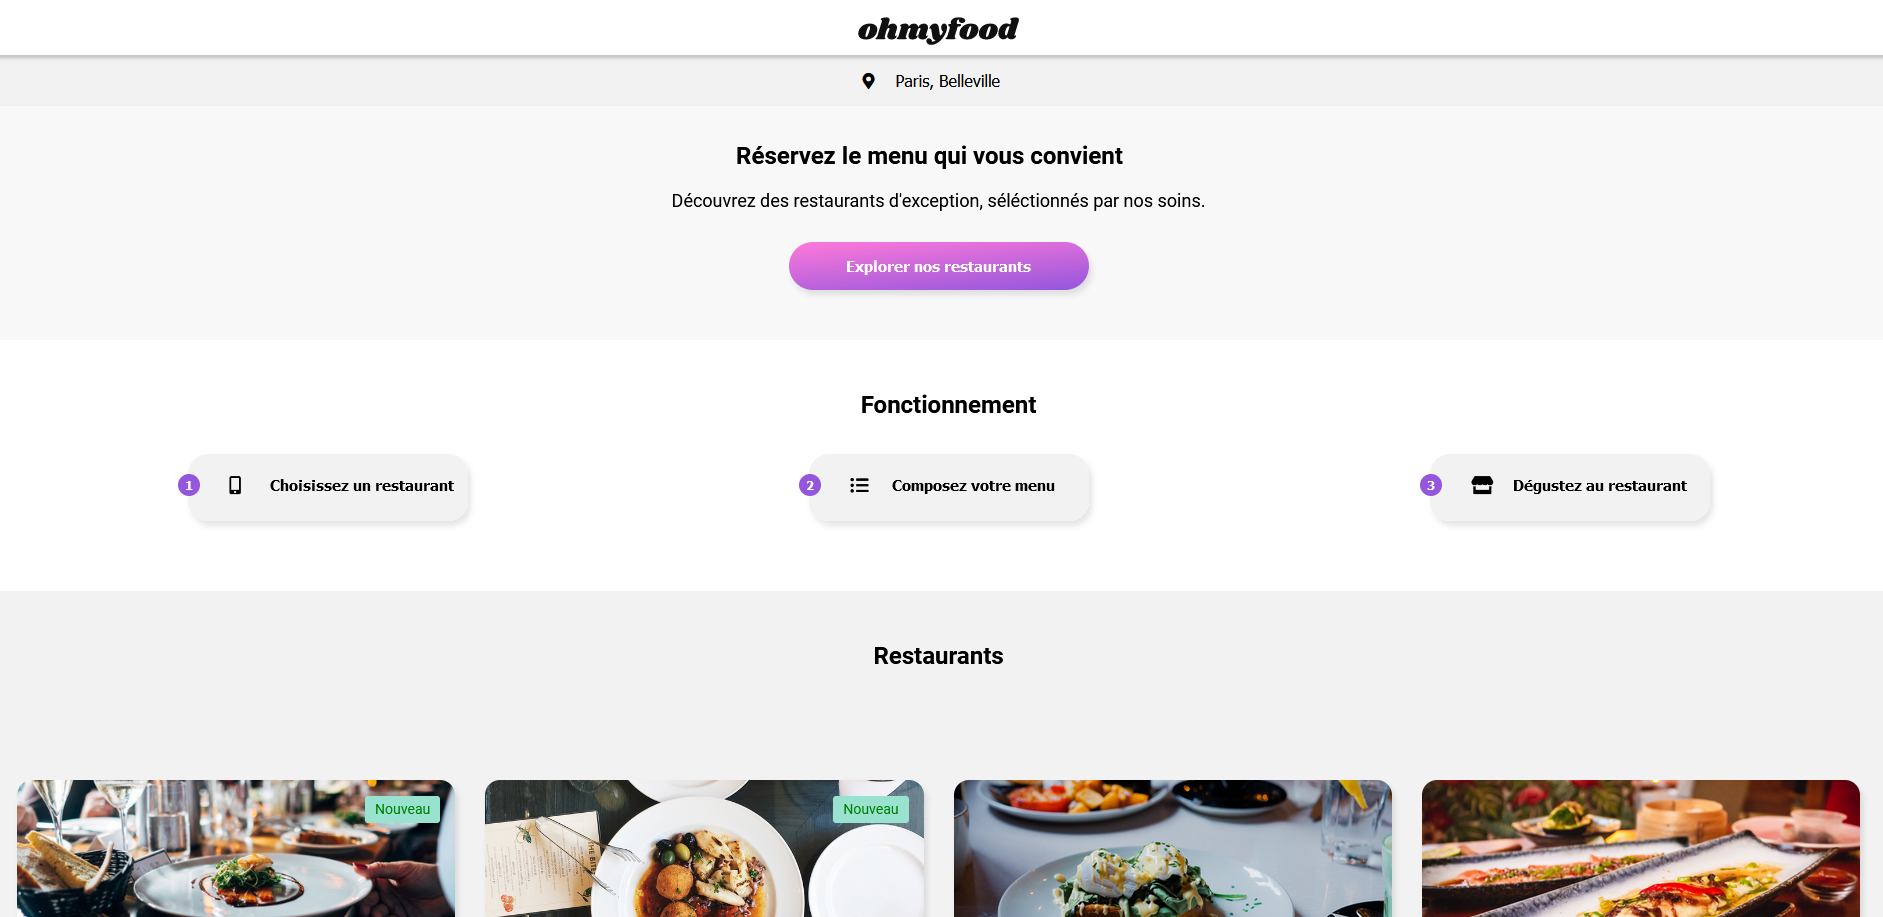 ohmyfood
Paris, Belleville
Réservez le menu qui vous convient
Découvrez des restaurants d'exception, séléctionnés par nos soins.
Explorer nos restaurants
Fonctionnement
1 Choisissez un restaurant
2 Composez votre menu
3 Dégustez au restaurant
Restaurants
Nouveau
Nouveau